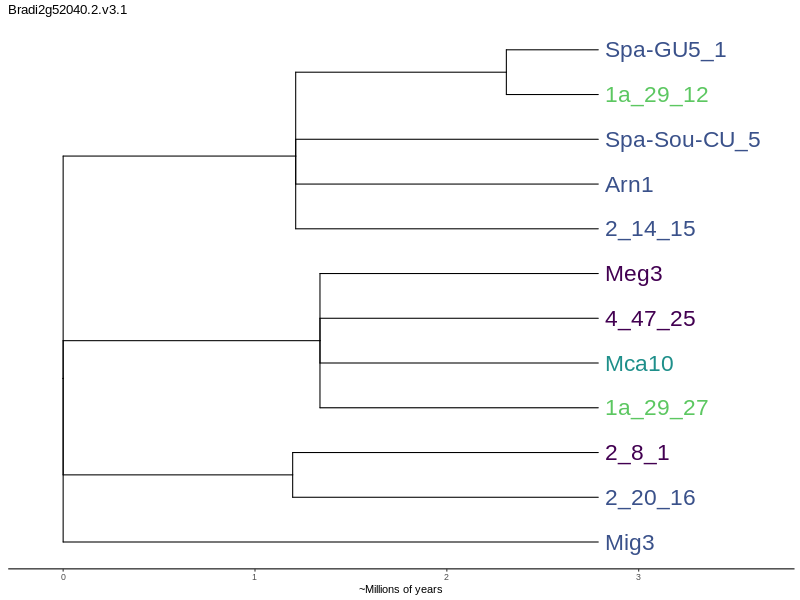 Bradi2g52040.2.v3.1
Spa-GU5_1
1a_29_12
Spa-Sou-CU_5
Arn1
2_14_15
Meg3
4_47_25
Mca10
1a_29_27
2_8_1
2_20_16
Mig3
0 1 2 3
~Millions of years